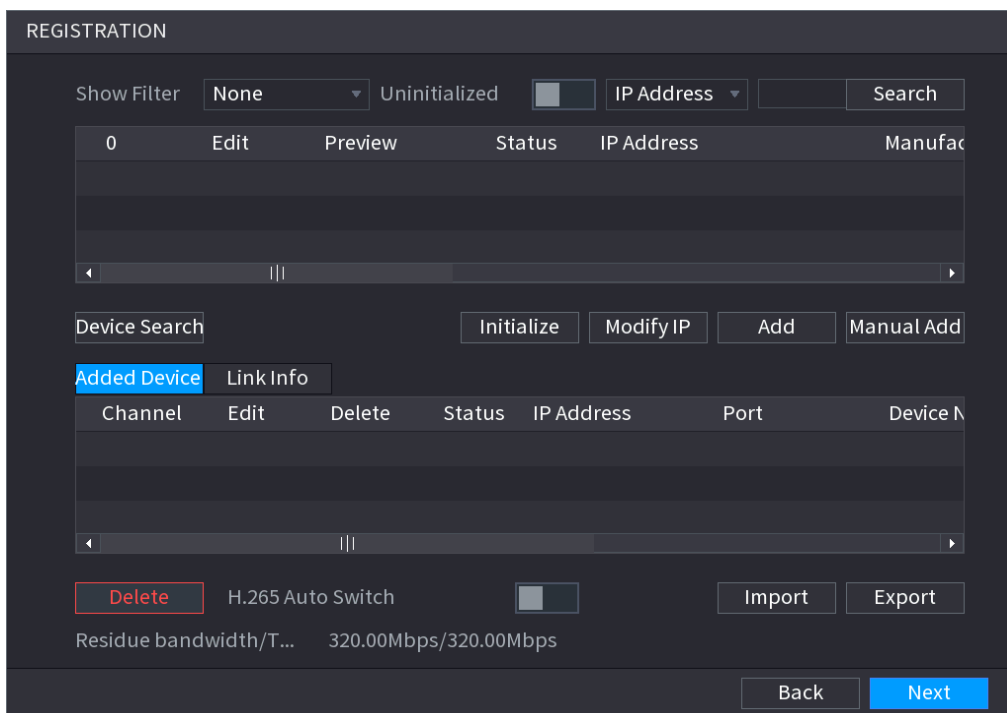 REGISTRATION
Show Filter None Uninitialized IP Address Search
0 Edit Preview Status IP Address Manufac
Device Search Initialize Modify IP Add Manual Add
Added Device Link Info
Channel Edit Delete Status IP Address Port Device N
Delete H.265 Auto Switch Import Export
Residue bandwidth/T... 320.00Mbps/320.00Mbps
Back Next